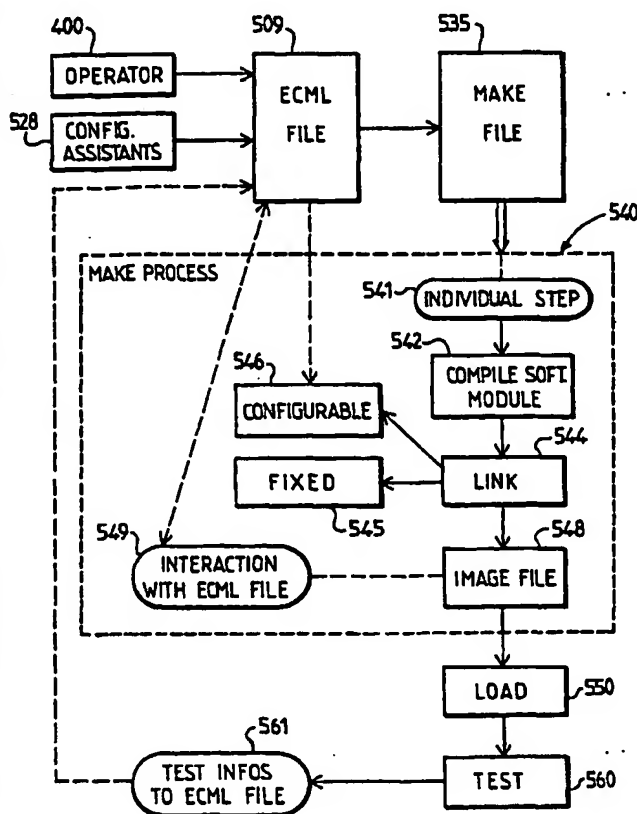 400
509
535
OPERATOR
ECML
FILE
MAKE
FILE
528
CONFIG.
ASSISTANTS
540
MAKE PROCESS
541
INDIVIDUAL STEP
542
546
COMPILE SOFT.
MODULE
CONFIGURABLE
544
LINK
FIXED
545
548
549
INTERACTION
WITH ECML FILE
IMAGE FILE
LOAD
550
561
TEST INFOS
TO ECML FILE
TEST
560